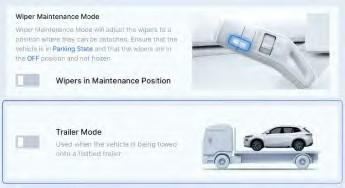 Wiper Maintenance Mode
Wiper Maintenance Mode will adjust the wipers to a
position where they can be detached. Ensure that the
vehicle is in Parking State and that the wipers are in
the OFF position and not frozen.
Wipers in Maintenance Position
Trailer Mode
Used when the vehicle is being towed
onto a flatbed trailer